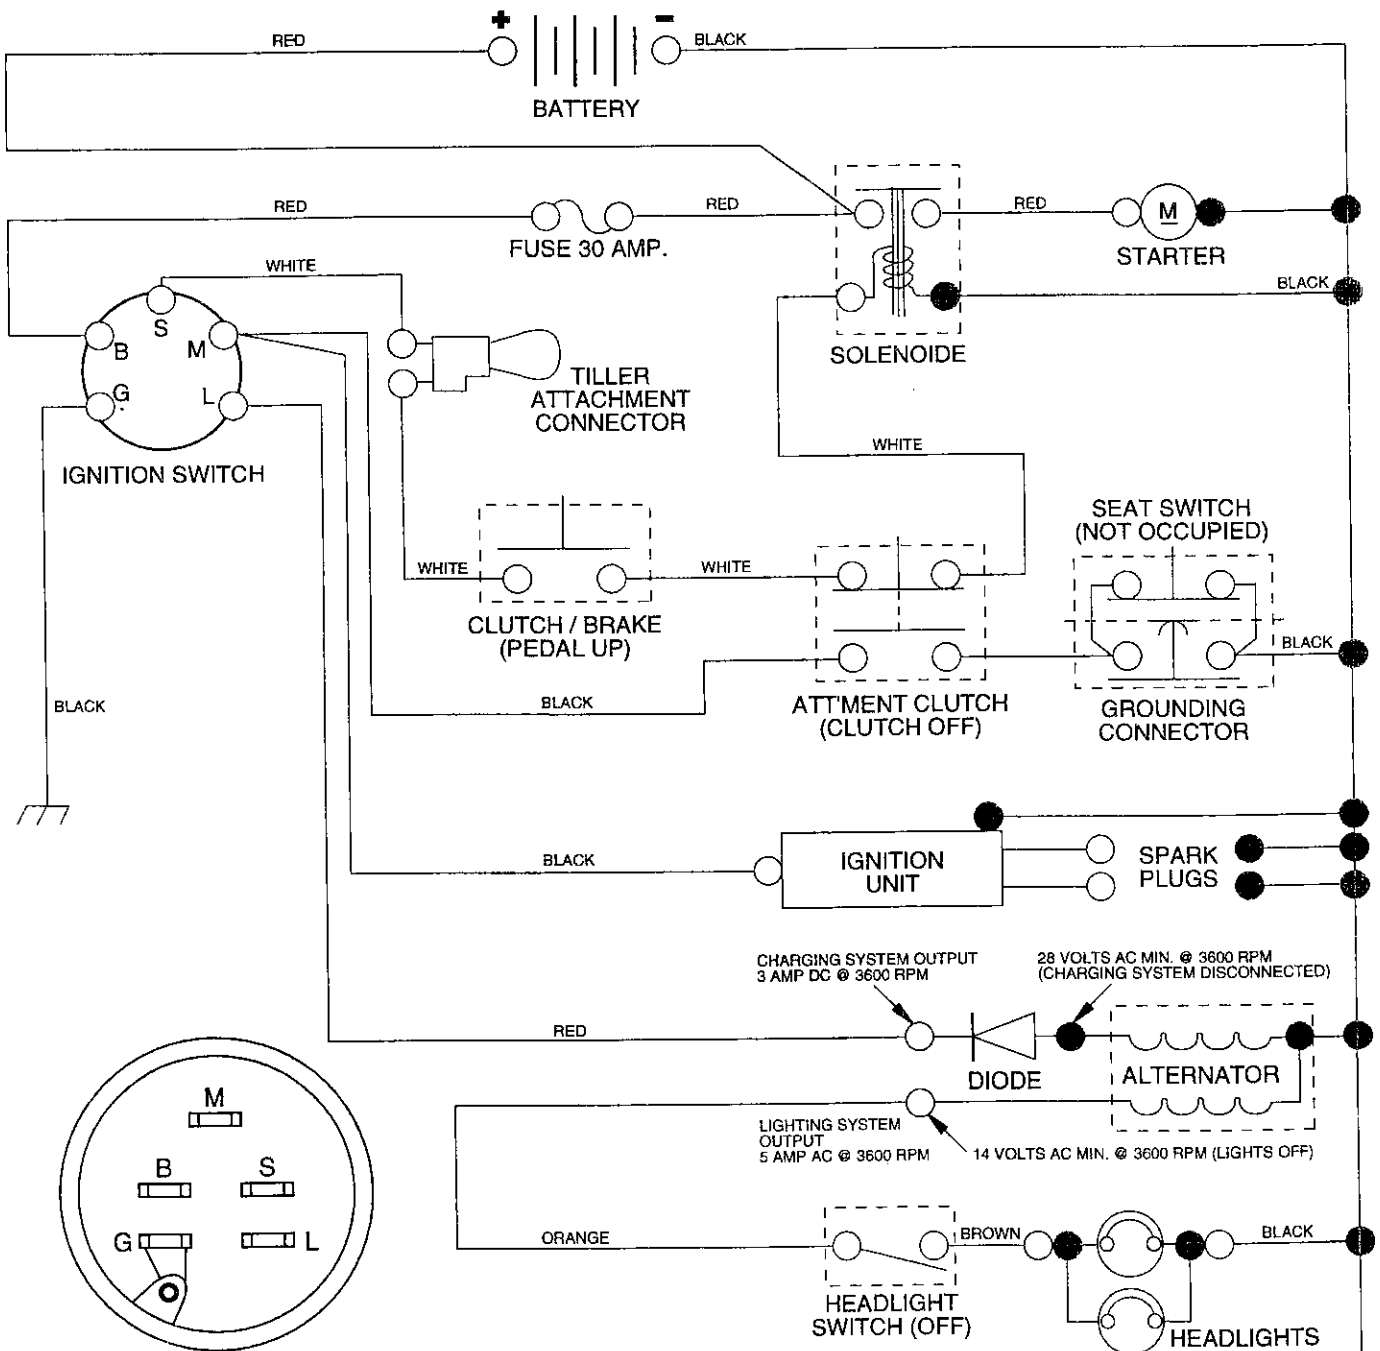 + -
RED
BLACK
BATTERY
RED
RED
RED
M
FUSE 30 AMP.
STARTER
WHITE
BLACK
S
B
M
G
L
SOLENOIDE
TILLER
ATTACHMENT
CONNECTOR
IGNITION SWITCH
WHITE
SEAT SWITCH
(NOT OCCUPIED)
WHITE
WHITE
CLUTCH / BRAKE
(PEDAL UP)
BLACK
BLACK
BLACK
ATT'MENT CLUTCH
(CLUTCH OFF)
GROUNDING
CONNECTOR
BLACK
IGNITION
UNIT
SPARK
PLUGS
CHARGING SYSTEM OUTPUT
3 AMP DC @ 3600 RPM
28 VOLTS AC MIN. @ 3600 RPM
(CHARGING SYSTEM DISCONNECTED)
RED
DIODE
ALTERNATOR
LIGHTING SYSTEM
OUTPUT
5 AMP AC @ 3600 RPM
14 VOLTS AC MIN. @ 3600 RPM (LIGHTS OFF)
M
B
S
G
L
ORANGE
BROWN
BLACK
HEADLIGHT
SWITCH (OFF)
HEADLIGHTS